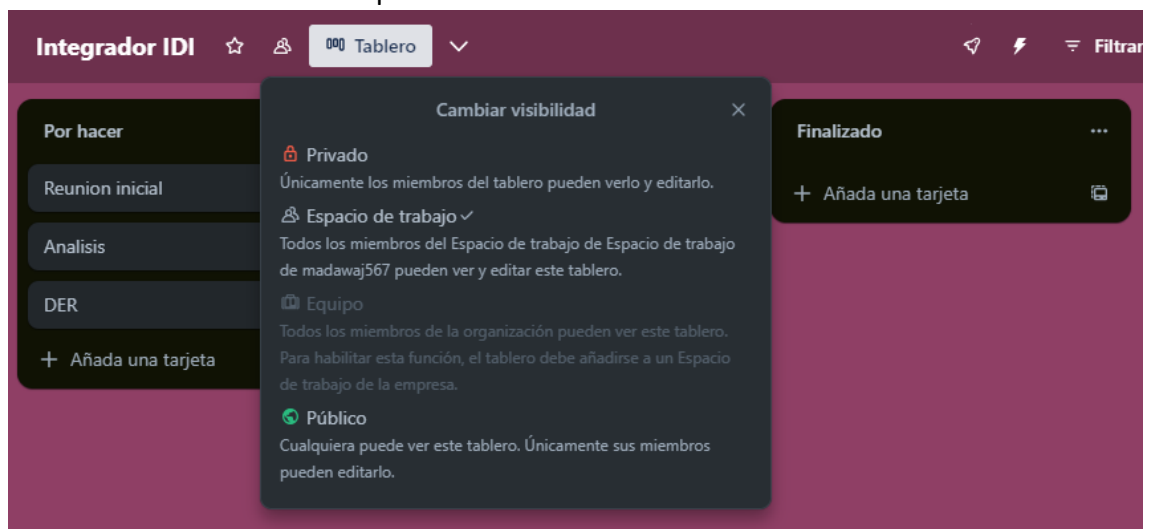 Integrador IDI
Tablero
Filtrar
Cambiar visibilidad
Por hacer
Reunion inicial
Analisis
DER
+ Añada una tarjeta
Privado
Únicamente los miembros del tablero pueden verlo y editarlo.
Espacio de trabajo ✓
Todos los miembros del Espacio de trabajo de Espacio de trabajo
de madawaj567 pueden ver y editar este tablero.
Equipo
Todos los miembros de la organización pueden ver este tablero.
Para habilitar esta función, el tablero debe añadirse a un Espacio
de trabajo de la empresa.
Público
Cualquiera puede ver este tablero. Únicamente sus miembros
pueden editarlo.
Finalizado
+ Añada una tarjeta